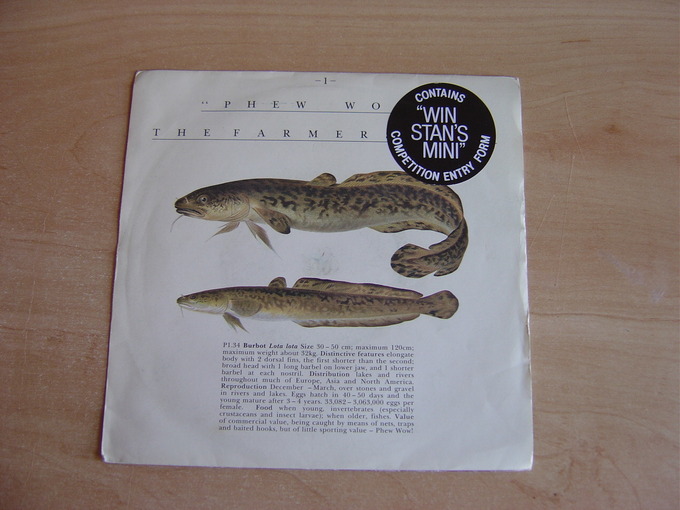 –1–
“PHEW WO
THE FARMER
CONTAINS
“WIN
STAN'S
MINI”
COMPETITION ENTRY FORM
P1.34 Burbot Lota lota Size 30–50 cm; maximum 120cm;
maximum weight about 32kg. Distinctive features elongate
body with 2 dorsal fins, the first shorter than the second;
broad head with 1 long barbel on lower jaw, and 1 shorter
barbel at each nostril. Distribution lakes and rivers
throughout much of Europe, Asia and North America.
Reproduction December –March, over stones and gravel
in rivers and lakes. Eggs hatch in 40–50 days and the
young mature after 3–4 years. 33,082–3,063,000 eggs per
female. Food when young, invertebrates (especially
crustaceans and insect larvae); when older, fishes. Value
of commercial value, being caught by means of nets, traps
and baited hooks, but of little sporting value – Phew Wow!